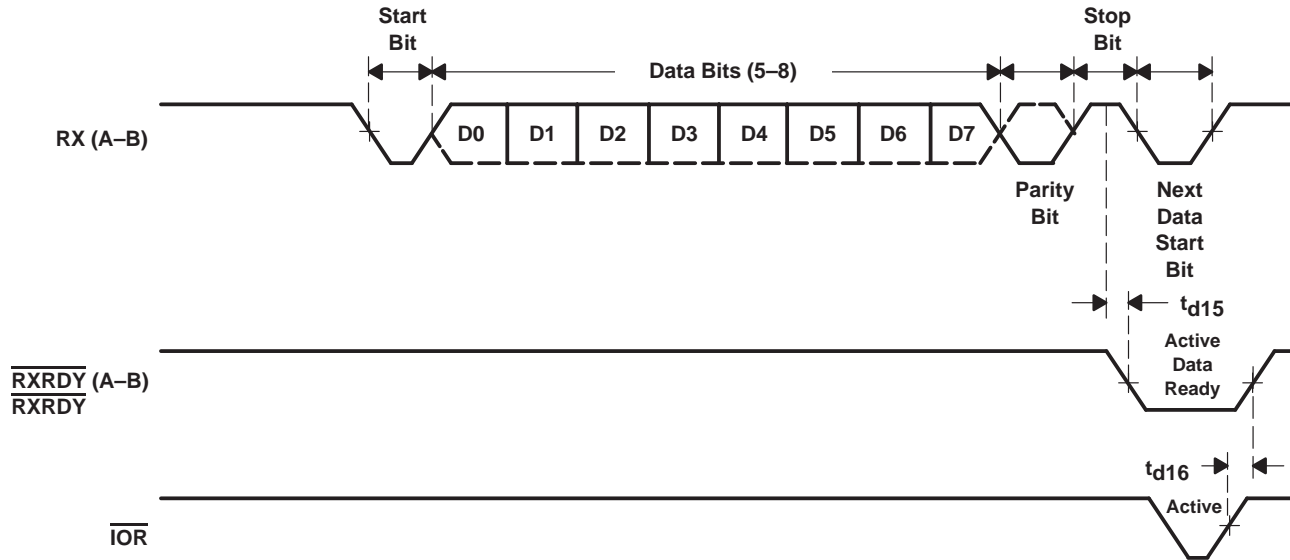 Start
Bit
Stop
Bit
Data Bits (5–8)
RX (A–B)
D0 D1 D2 D3 D4 D5 D6 D7
Parity
Bit
Next
Data
Start
Bit
td15
RXRDY (A–B)
RXRDY
Active
Data
Ready
td16
IOR
Active